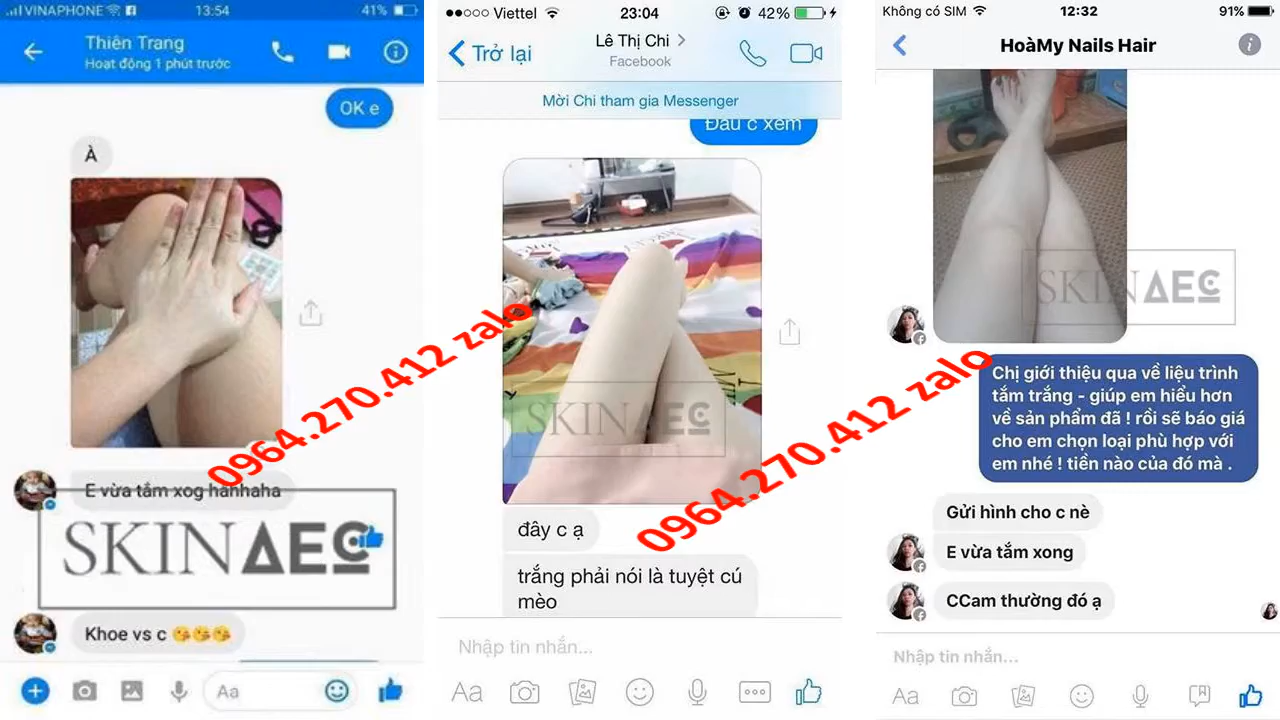 VINAPHONE
13:54
41%
Thiên Trang
Hoạt động 1 phút trước
OK e
À
E vừa tắm xog hahhaha
SKINAEC
Khoe vs c 😘😘😘
Aa
Viettel
23:04
42%
Trở lại
Lê Thị Chi
Facebook
Mời Chi tham gia Messenger
Đâu c xem
SKINAEC
đây c ạ
trắng phải nói là tuyệt cú
mèo
Nhập tin nhắn...
Aa
Không có SIM
12:32
91%
HoàMy Nails Hair
SKINAEC
Chị giới thiệu qua về liệu trình
tắm trắng - giúp em hiểu hơn
về sản phẩm đã ! rồi sẽ báo giá
cho em chọn loại phù hợp với
em nhé ! tiền nào của đó mà .
Gửi hình cho c nè
E vừa tắm xong
CCam thường đó ạ
Nhập tin nhắn...
Aa
0964.270.412 zalo
0964.270.412 zalo